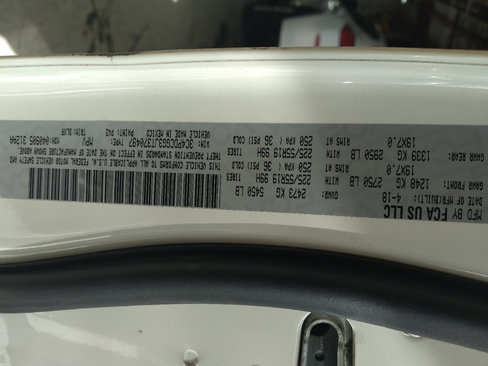 MFD BY FCA US LLC
DATE OF MFR(BUILT): 4-18 GVWR: 2473 KG 5450 LB
GAWR FRONT: 1248 KG 2750 LB WITH 225/55R19 99H TIRES
19X7.0 RIMS AT 250 KPA( 36 PSI) COLD
GAWR REAR: 1339 KG 2950 LB WITH 225/55R19 99H TIRES
19X7.0 RIMS AT 250 KPA( 36 PSI) COLD
THIS VEHICLE CONFORMS TO ALL APPLICABLE U.S.A. FEDERAL MOTOR VEHICLE SAFETY AND
THEFT PREVENTION STANDARDS IN EFFECT ON THE DATE OF MANUFACTURE SHOWN ABOVE.
MPV
VEHICLE MADE IN MEXICO PAINT: PW3